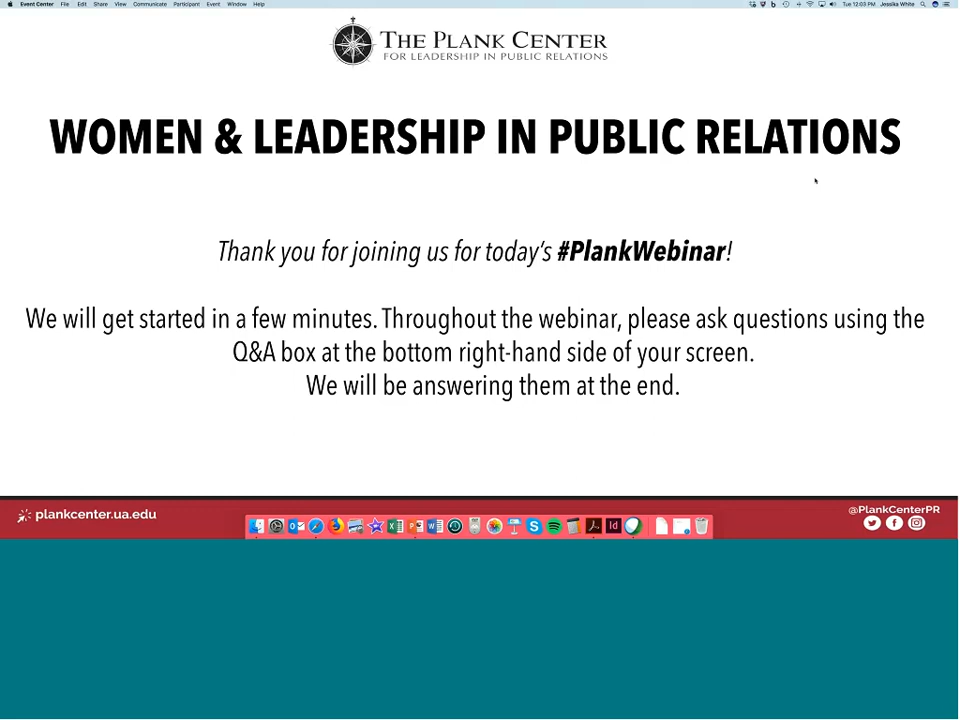 Event Center File Edit Share View Communicate Participant Event Window Help
Tue 12:03 PM Jessika White
THE PLANK CENTER
FOR LEADERSHIP IN PUBLIC RELATIONS
WOMEN & LEADERSHIP IN PUBLIC RELATIONS
Thank you for joining us for today's #PlankWebinar!
We will get started in a few minutes. Throughout the webinar, please ask questions using the
Q&A box at the bottom right-hand side of your screen.
We will be answering them at the end.
plankcenter.ua.edu
@PlankCenterPR
Id